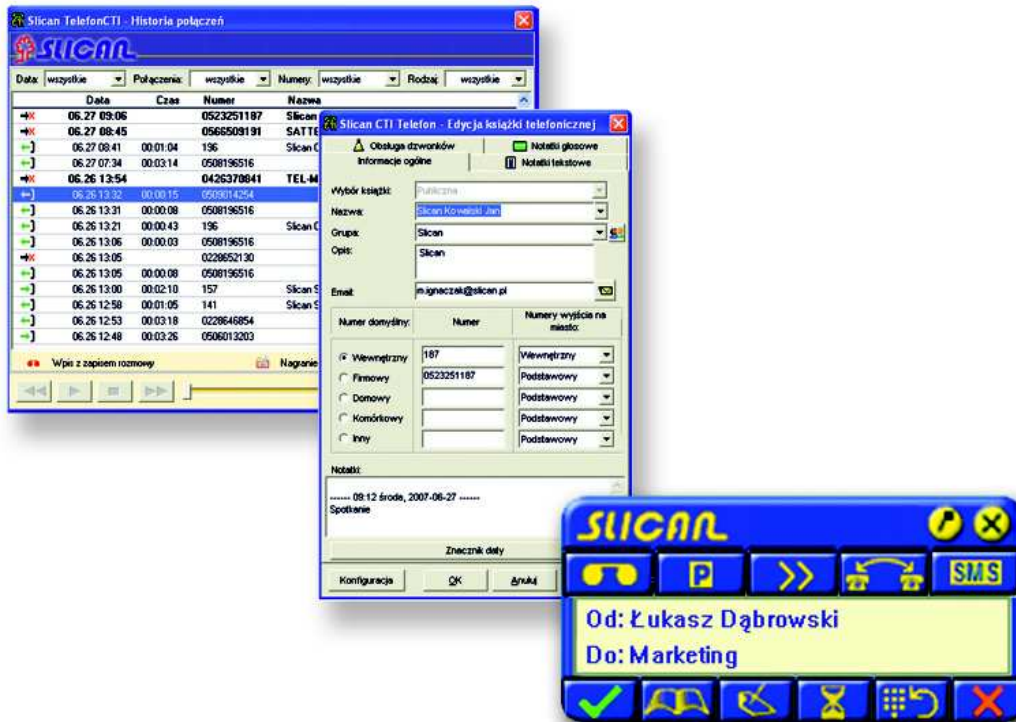 Slican TelefonCTI - Historia połączeń
SLICAN
Data: wszystkie Połączenia: wszystkie Numery: wszystkie Rodzaj: wszystkie
Data Czas Numer Nazwa
06.27 09:06 0523251187 Slican
06.27 08:45 0566509191 SATTE
06.27 08:41 00:01:04 196 Slican C
06.27 07:34 00:03:14 0508196516
06.26 13:54 0426370841 TEL-M
06.26 13:32 00:00:15 0509014254
06.26 13:31 00:00:08 0508196516
06.26 13:21 00:00:43 196 Slican C
06.26 13:06 00:00:03 0508196516
06.26 13:05 0228652130
06.26 13:05 00:00:08 0508196516
06.26 13:00 00:02:10 157 Slican S
06.26 12:58 00:01:05 141 Slican S
06.26 12:53 00:03:18 0228646854
06.26 12:48 00:03:26 0506013203
Wpis z zapisem rozmowy Nagranie
Slican CTI Telefon - Edycja książki telefonicznej
Obsługa dzwonków Notatki głosowe
Informacje ogólne Notatki tekstowe
Wybór książki: Publiczna
Nazwa: Slican Kowalski Jan
Grupa: Slican
Opis: Slican
Email: m.ignaczak@slican.pl
Numer domyślny: Numer Numery wyjścia na
miasto:
Wewnętrzny 187 Wewnętrzny
Firmowy 0523251187 Podstawowy
Domowy Podstawowy
Komórkowy Podstawowy
Inny Podstawowy
Notatki:
------ 09:12 środa, 2007-06-27 ------
Spotkanie
Znacznik daty
Konfiguracja OK Anuluj
SLICAN
P >> SMS
Od: Łukasz Dąbrowski
Do: Marketing